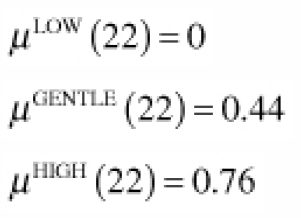 μ^LOW (22) = 0
μ^GENTLE (22) = 0.44
μ^HIGH (22) = 0.76